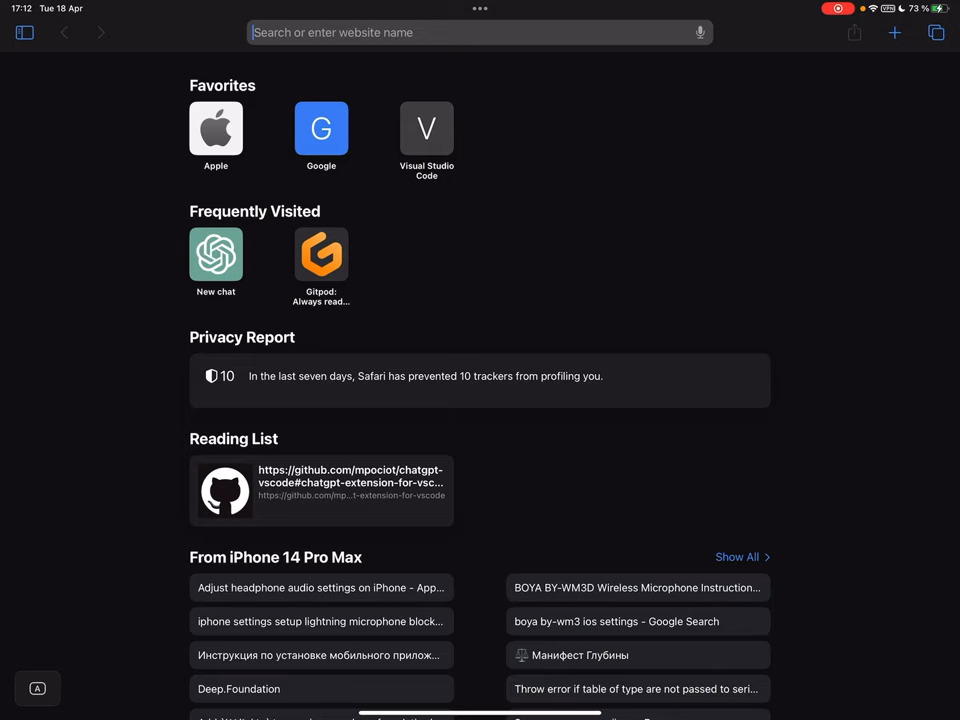 17:12 Tue 18 Apr
VPN 73 %
Search or enter website name
Favorites
G
V
Apple
Google
Visual Studio
Code
Frequently Visited
New chat
Gitpod:
Always read...
Privacy Report
10 In the last seven days, Safari has prevented 10 trackers from profiling you.
Reading List
https://github.com/mpociot/chatgpt-
vscode#chatgpt-extension-for-vsc...
https://github.com/mp...t-extension-for-vscode
From iPhone 14 Pro Max
Show All
Adjust headphone audio settings on iPhone - App...
BOYA BY-WM3D Wireless Microphone Instruction...
iphone settings setup lightning microphone block...
boya by-wm3 ios settings - Google Search
Инструкция по установке мобильного прилож...
Манифест Глубины
Deep.Foundation
Throw error if table of type are not passed to seri...
A